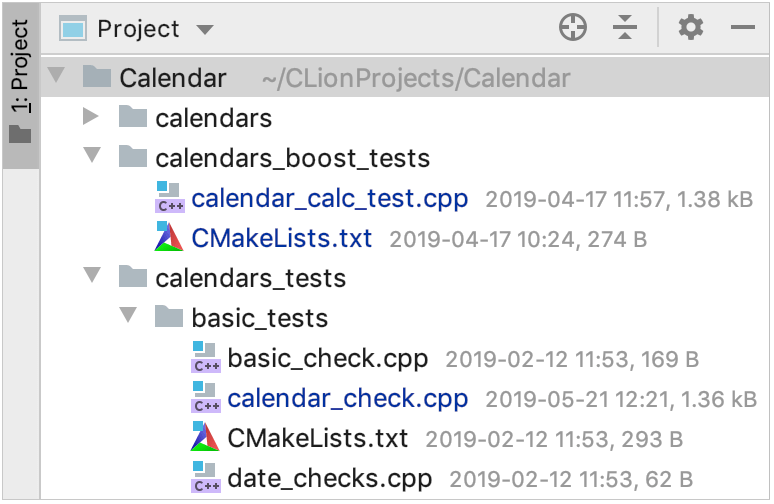 1: Project
Project
Calendar ~/CLionProjects/Calendar
calendars
calendars_boost_tests
C++ calendar_calc_test.cpp 2019-04-17 11:57, 1.38 kB
CMakeLists.txt 2019-04-17 10:24, 274 B
calendars_tests
basic_tests
C++ basic_check.cpp 2019-02-12 11:53, 169 B
C++ calendar_check.cpp 2019-05-21 12:21, 1.36 kB
CMakeLists.txt 2019-02-12 11:53, 293 B
C++ date_checks.cpp 2019-02-12 11:53, 62 B